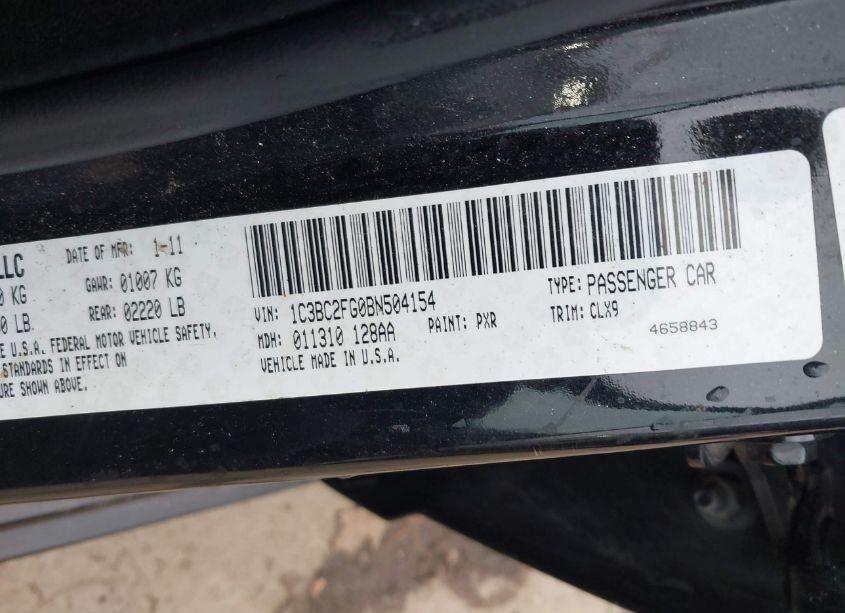 LLC
DATE OF MFR: 1-11
KG GAWR: 01007 KG
LB. REAR: 02220 LB
U.S.A. FEDERAL MOTOR VEHICLE SAFETY,
STANDARDS IN EFFECT ON
SHOWN ABOVE.
VIN: 1C3BC2FG0BN504154
TYPE: PASSENGER CAR
MDH: 011310 128AA
PAINT: PXR
TRIM: CLX9
VEHICLE MADE IN U.S.A.
4658843